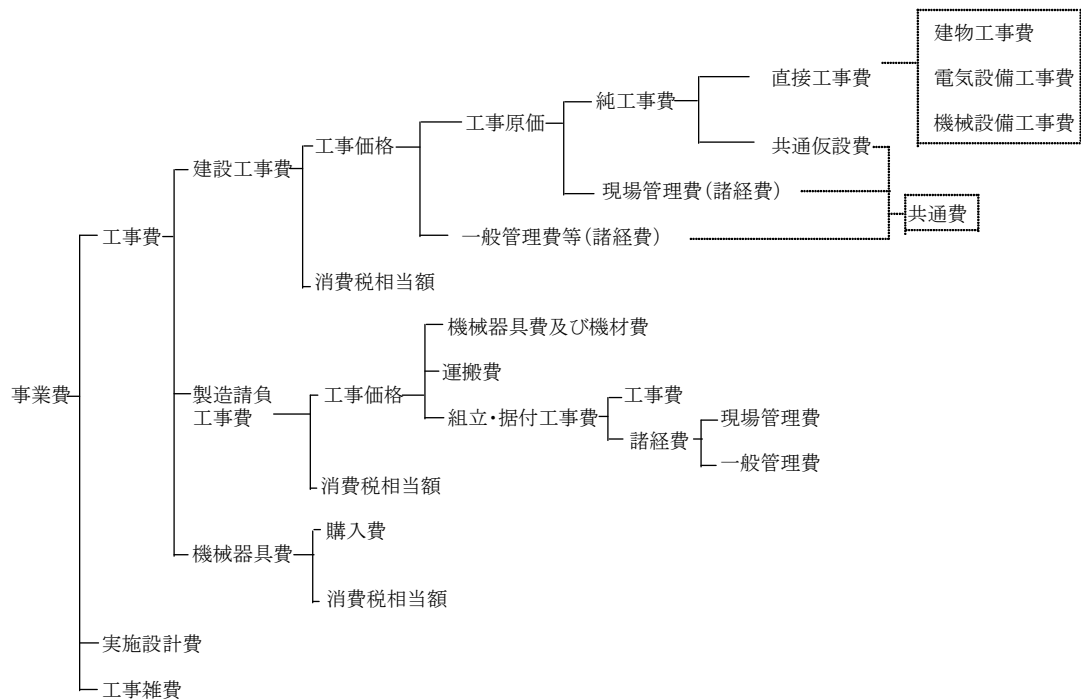 建物工事費
電気設備工事費
機械設備工事費
直接工事費
純工事費
共通仮設費
工事原価
工事価格
現場管理費(諸経費)
建設工事費
共通費
一般管理費等(諸経費)
工事費
消費税相当額
機械器具費及び機材費
運搬費
事業費
製造請負
工事費
工事価格
工事費
組立・据付工事費
現場管理費
諸経費
一般管理費
消費税相当額
購入費
機械器具費
消費税相当額
実施設計費
工事雑費